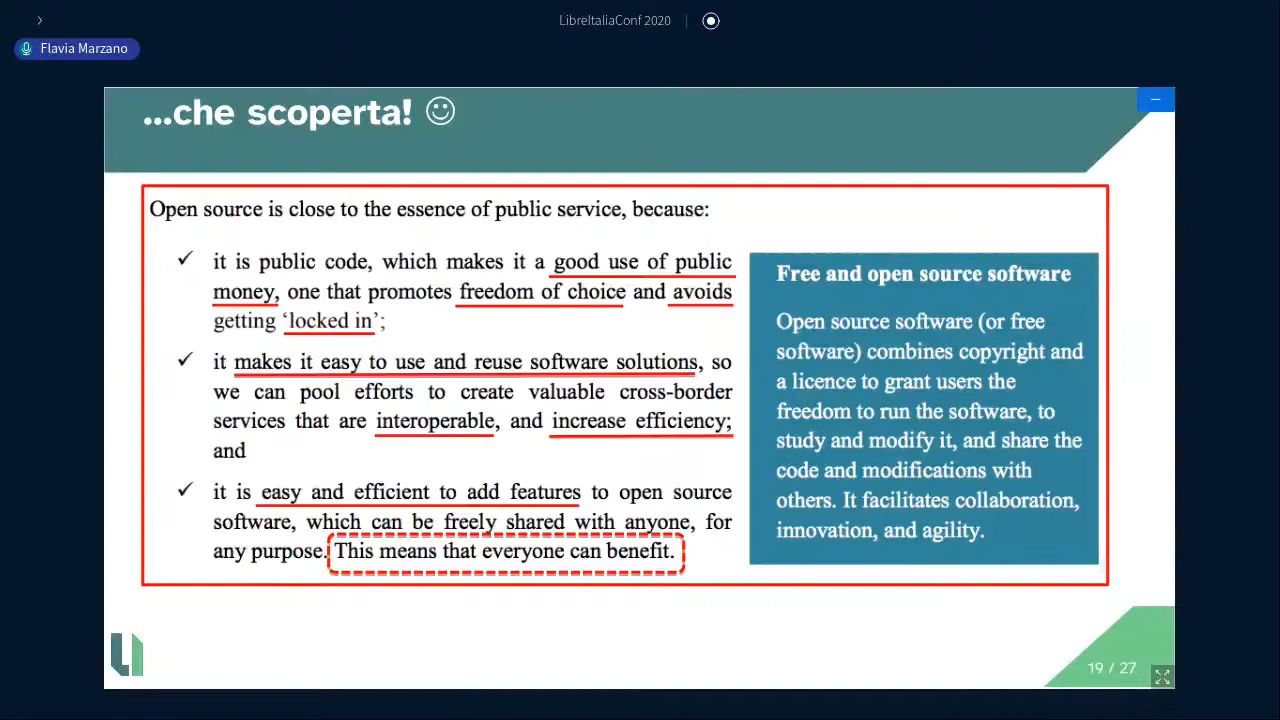 LibreItaliaConf 2020
Flavia Marzano
...che scoperta! ☺
Open source is close to the essence of public service, because:
✓ it is public code, which makes it a good use of public
money, one that promotes freedom of choice and avoids
getting ‘locked in’;
✓ it makes it easy to use and reuse software solutions, so
we can pool efforts to create valuable cross-border
services that are interoperable, and increase efficiency;
and
✓ it is easy and efficient to add features to open source
software, which can be freely shared with anyone, for
any purpose. This means that everyone can benefit.
Free and open source software
Open source software (or free
software) combines copyright and
a licence to grant users the
freedom to run the software, to
study and modify it, and share the
code and modifications with
others. It facilitates collaboration,
innovation, and agility.
19 / 27